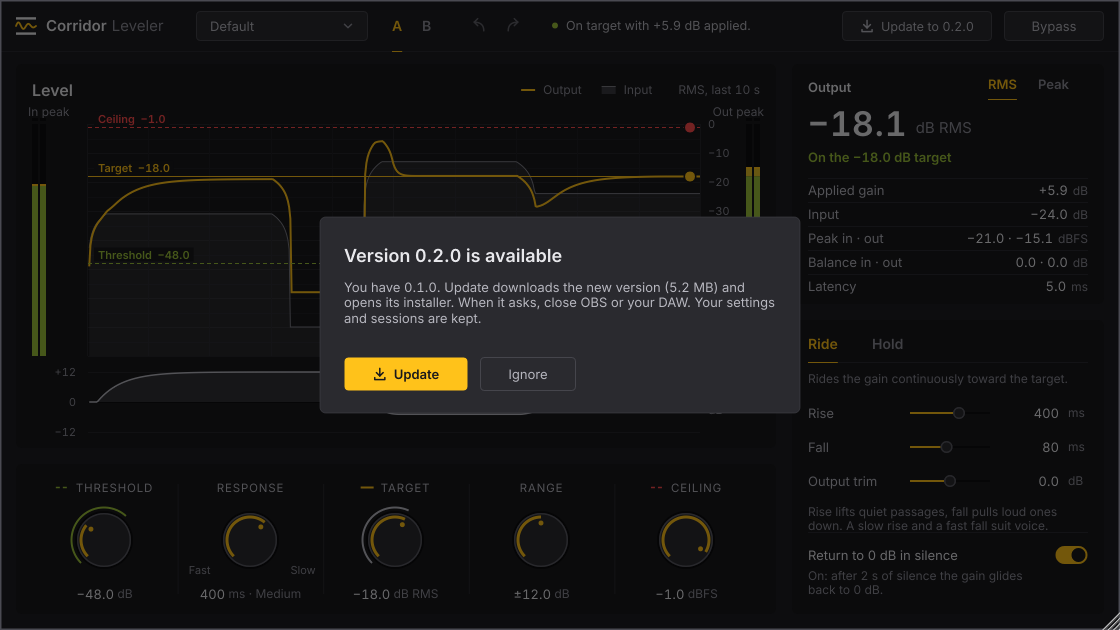 Corridor Leveler
Default
A B
On target with +5.9 dB applied.
Update to 0.2.0
Bypass
Level
Output
Input
RMS, last 10 s
In peak
Out peak
Ceiling −1.0
Target −18.0
Threshold −48.0
0
−10
−20
−30
+12
0
−12
Output
RMS Peak
−18.1 dB RMS
On the −18.0 dB target
Applied gain +5.9 dB
Input −24.0 dB
Peak in · out −21.0 · −15.1 dBFS
Balance in · out 0.0 · 0.0 dB
Latency 5.0 ms
Version 0.2.0 is available
You have 0.1.0. Update downloads the new version (5.2 MB) and
opens its installer. When it asks, close OBS or your DAW. Your settings
and sessions are kept.
Update
Ignore
Ride Hold
Rides the gain continuously toward the target.
Rise 400 ms
Fall 80 ms
Output trim 0.0 dB
Rise lifts quiet passages, fall pulls loud ones
down. A slow rise and a fast fall suit voice.
Return to 0 dB in silence
On: after 2 s of silence the gain glides
back to 0 dB.
THRESHOLD
−48.0 dB
RESPONSE
Fast Slow
400 ms · Medium
TARGET
−18.0 dB RMS
RANGE
±12.0 dB
CEILING
−1.0 dBFS